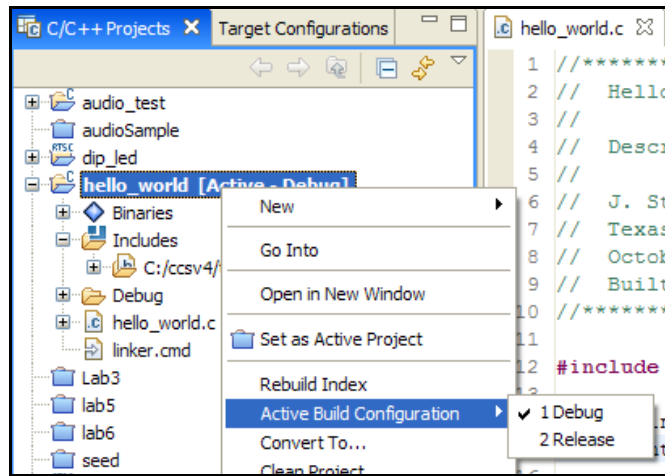 C/C++ Projects
Target Configurations
hello_world.c
audio_test
audioSample
RTSC
dip_led
hello_world [Active - Debug]
Binaries
Includes
C:/ccsv4/
Debug
hello_world.c
linker.cmd
Lab3
lab5
lab6
seed
New
Go Into
Open in New Window
Set as Active Project
Rebuild Index
Active Build Configuration
Convert To...
Clean Project
1 Debug
2 Release
1 //*******
2 // Hello
3 //
4 // Descr
5 //
6 // J. St
7 // Texas
8 // Octob
9 // Built
10 //*******
11
12 #include